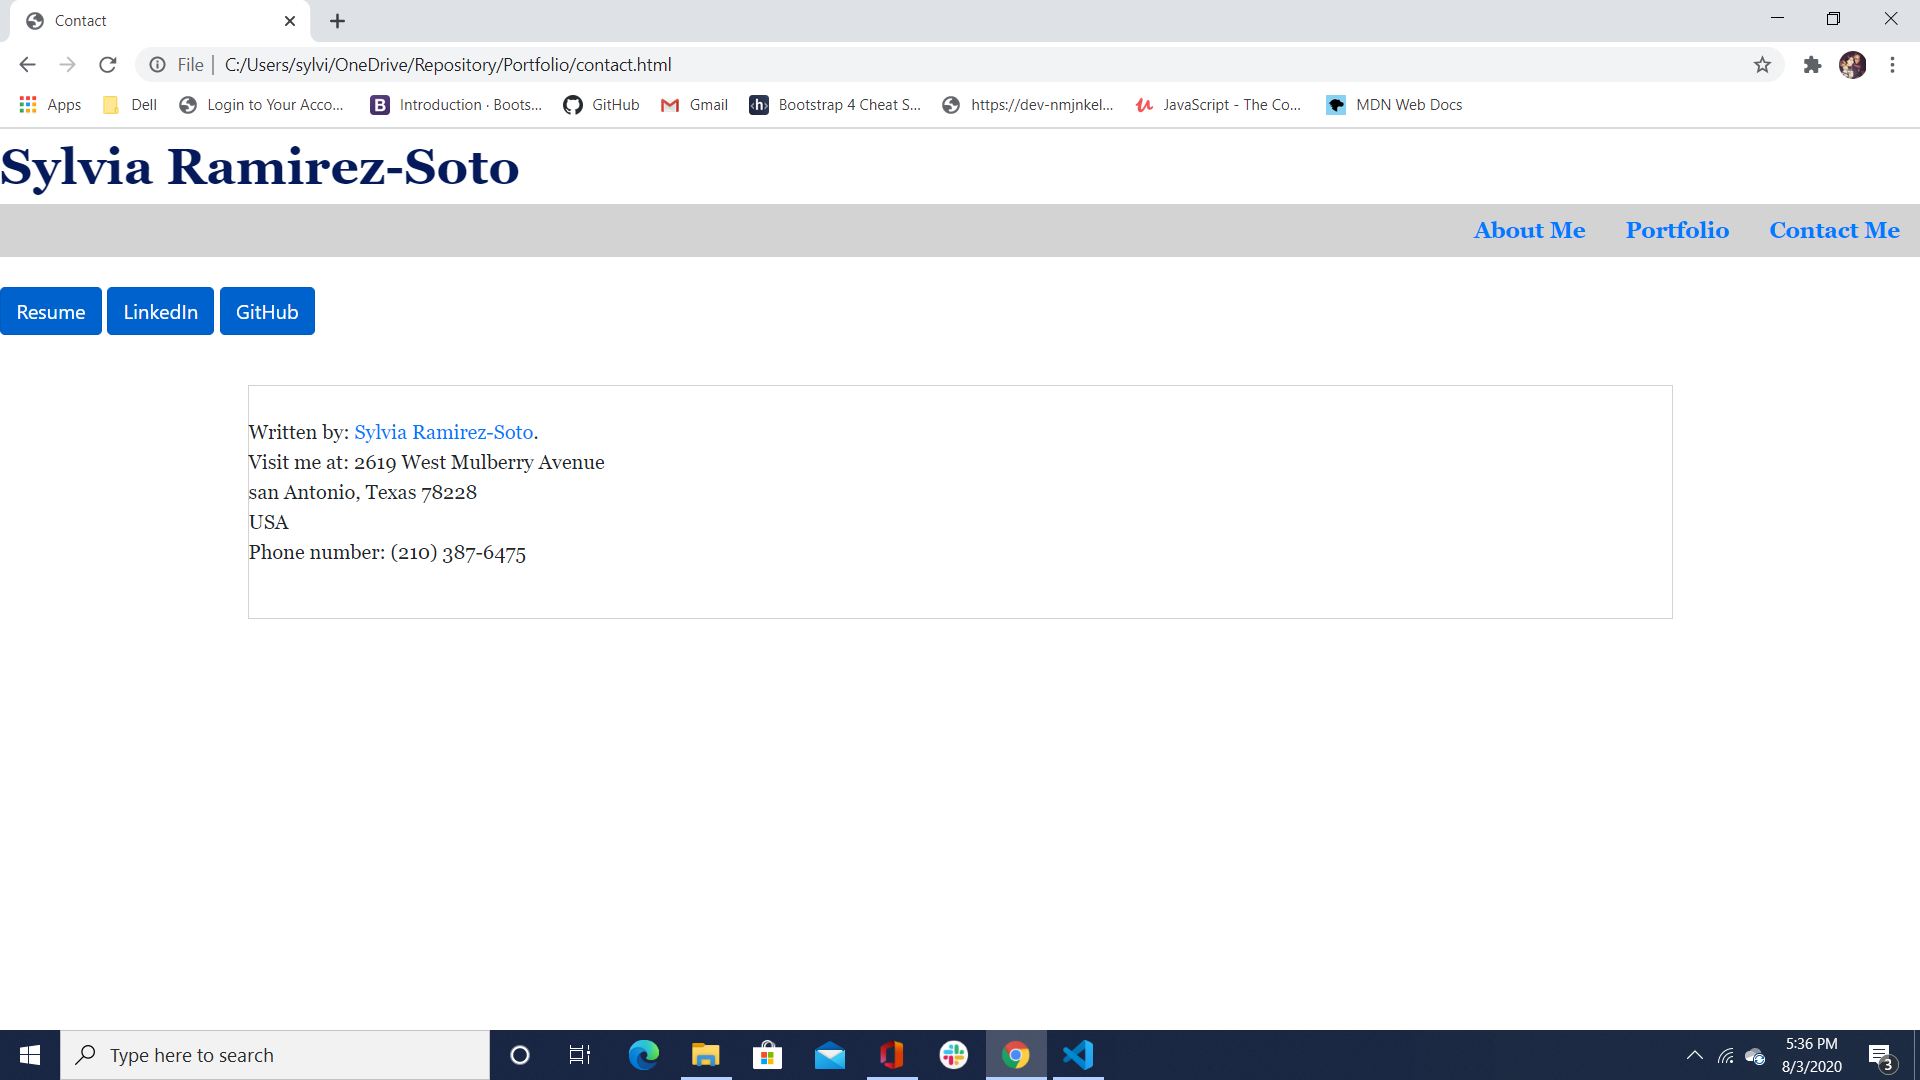 Contact
File | C:/Users/sylvi/OneDrive/Repository/Portfolio/contact.html
Apps Dell Login to Your Acco... Introduction · Boots... GitHub Gmail Bootstrap 4 Cheat S... https://dev-nmjnkel... JavaScript - The Co... MDN Web Docs
Sylvia Ramirez-Soto
About Me Portfolio Contact Me
Resume LinkedIn GitHub
Written by: Sylvia Ramirez-Soto.
Visit me at: 2619 West Mulberry Avenue
san Antonio, Texas 78228
USA
Phone number: (210) 387-6475
Type here to search
5:36 PM
8/3/2020
3